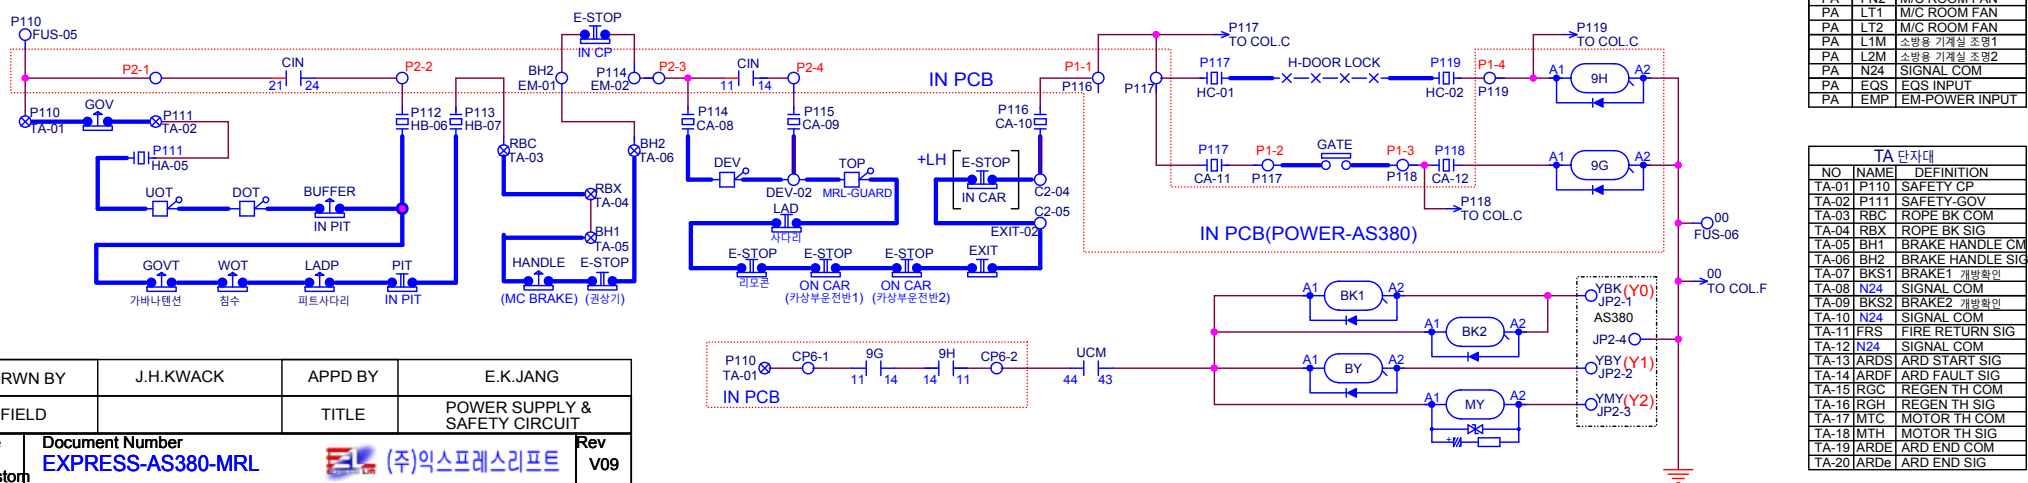 P110
FUS-05
P2-1
CIN
21 24
P2-2
E-STOP
IN CP
BH2
EM-01
P114
EM-02
P2-3
CIN
11 14
P2-4
IN PCB
P1-1
P116
P117
TO COL.C
P117
P117
HC-01
H-DOOR LOCK
P119
HC-02
P1-4
P119
P119
TO COL.C
A1 9H A2
P110
TA-01
GOV
P111
TA-02
P111
HA-05
P112
HB-06
P113
HB-07
RBC
TA-03
BH2
TA-06
P114
CA-08
P115
CA-09
P116
CA-10
P117
CA-11
P1-2
P117
GATE
P1-3
P118
P118
CA-12
A1 9G A2
P118
TO COL.C
UOT
DOT
BUFFER
IN PIT
RBX
TA-04
BH1
TA-05
DEV
DEV-02
TOP
MRL-GUARD
+LH
E-STOP
IN CAR
C2-04
C2-05
EXIT-02
LAD
사다리
IN PCB(POWER-AS380)
00
FUS-06
00
TO COL.F
GOVT
가바나텐션
WOT
침수
LADP
피트사다리
PIT
IN PIT
HANDLE
(MC BRAKE)
E-STOP
(권상기)
E-STOP
리모콘
E-STOP
ON CAR
(카상부운전반1)
E-STOP
ON CAR
(카상부운전반2)
EXIT
P110
TA-01
CP6-1
9G
11 14
9H
14 11
CP6-2
IN PCB
UCM
44 43
A1 BK1 A2
A1 BK2 A2
A1 BY A2
A1 MY A2
YBK(Y0)
JP2-1
AS380
JP2-4
YBY(Y1)
JP2-2
YMY(Y2)
JP2-3
RWN BY J.H.KWACK APPD BY E.K.JANG
FIELD TITLE POWER SUPPLY &
SAFETY CIRCUIT
Document Number
EXPRESS-AS380-MRL
(주)익스프레스리프트
Rev
V09
stom
PA FN2 M/C ROOM FAN
PA LT1 M/C ROOM FAN
PA LT2 M/C ROOM FAN
PA L1M 소방용 기계실 조명1
PA L2M 소방용 기계실 조명2
PA N24 SIGNAL COM
PA EQS EQS INPUT
PA EMP EM-POWER INPUT
TA 단자대
NO NAME DEFINITION
TA-01 P110 SAFETY CP
TA-02 P111 SAFETY-GOV
TA-03 RBC ROPE BK COM
TA-04 RBX ROPE BK SIG
TA-05 BH1 BRAKE HANDLE CM
TA-06 BH2 BRAKE HANDLE SIG
TA-07 BKS1 BRAKE1 개방확인
TA-08 N24 SIGNAL COM
TA-09 BKS2 BRAKE2 개방확인
TA-10 N24 SIGNAL COM
TA-11 FRS FIRE RETURN SIG
TA-12 N24 SIGNAL COM
TA-13 ARDS ARD START SIG
TA-14 ARDF ARD FAULT SIG
TA-15 RGC REGEN TH COM
TA-16 RGH REGEN TH SIG
TA-17 MTC MOTOR TH COM
TA-18 MTH MOTOR TH SIG
TA-19 ARDE ARD END COM
TA-20 ARDe ARD END SIG